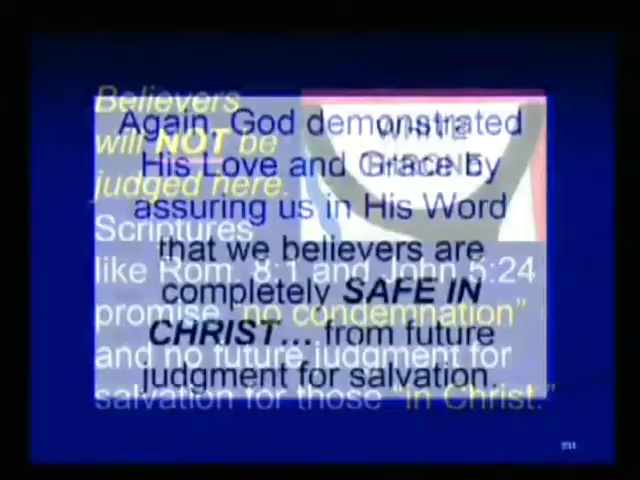 Believers
will NOT be
judged here.
Scriptures
like Rom. 8:1 and John 5:24
promise "no condemnation"
and no future judgment for
salvation for those "in Christ."
WHITE
THRONE
Again, God demonstrated
His Love and Grace by
assuring us in His Word
that we believers are
completely SAFE IN
CHRIST… from future
judgment for salvation.